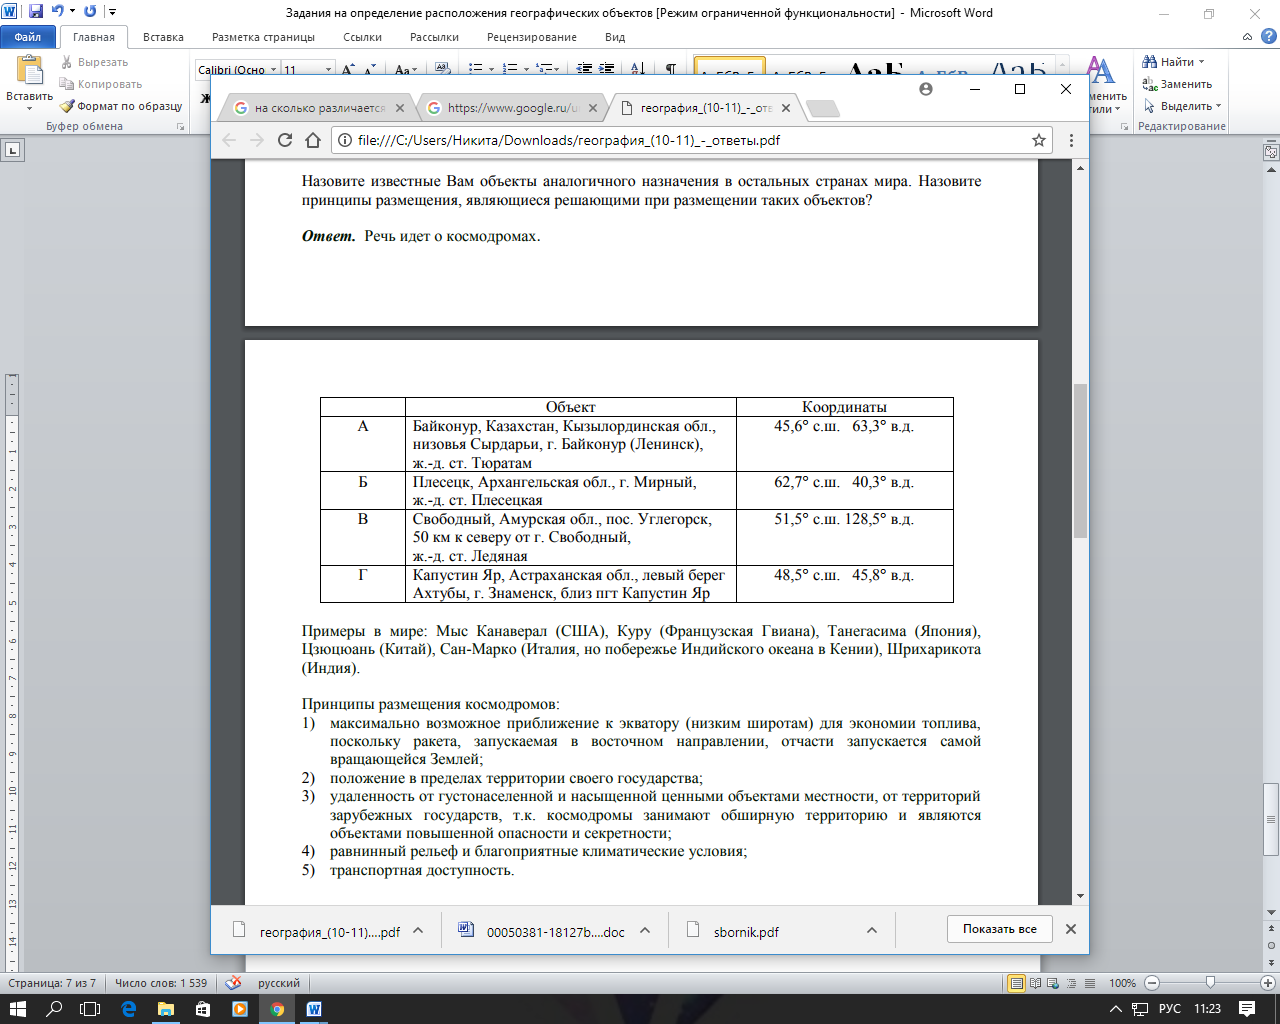 Задания на определение расположения географических объектов [Режим ограниченной функциональности] - Microsoft Word
Файл Главная Вставка Разметка страницы Ссылки Рассылки Рецензирование Вид
Вставить
Вырезать
Копировать
Формат по образцу
Буфер обмена
Calibri (Осно 11
Найти
Заменить
Выделить
Редактирование
на сколько различается
https://www.google.ru/u
география_(10-11)_-_отв
file:///C:/Users/Никита/Downloads/география_(10-11)_-_ответы.pdf
Назовите известные Вам объекты аналогичного назначения в остальных странах мира. Назовите
принципы размещения, являющиеся решающими при размещении таких объектов?
Ответ. Речь идет о космодромах.
Объект Координаты
А Байконур, Казахстан, Кызылординская обл., 45,6° с.ш. 63,3° в.д.
низовья Сырдарьи, г. Байконур (Ленинск),
ж.-д. ст. Тюратам
Б Плесецк, Архангельская обл., г. Мирный, 62,7° с.ш. 40,3° в.д.
ж.-д. ст. Плесецкая
В Свободный, Амурская обл., пос. Углегорск, 51,5° с.ш. 128,5° в.д.
50 км к северу от г. Свободный,
ж.-д. ст. Ледяная
Г Капустин Яр, Астраханская обл., левый берег 48,5° с.ш. 45,8° в.д.
Ахтубы, г. Знаменск, близ пгт Капустин Яр
Примеры в мире: Мыс Канаверал (США), Куру (Французская Гвиана), Танегасима (Япония),
Цзюцюань (Китай), Сан-Марко (Италия, но побережье Индийского океана в Кении), Шрихарикота
(Индия).
Принципы размещения космодромов:
1) максимально возможное приближение к экватору (низким широтам) для экономии топлива,
поскольку ракета, запускаемая в восточном направлении, отчасти запускается самой
вращающейся Землей;
2) положение в пределах территории своего государства;
3) удаленность от густонаселенной и насыщенной ценными объектами местности, от территорий
зарубежных государств, т.к. космодромы занимают обширную территорию и являются
объектами повышенной опасности и секретности;
4) равнинный рельеф и благоприятные климатические условия;
5) транспортная доступность.
география_(10-11)....pdf
00050381-18127b....doc
sbornik.pdf
Показать все
Страница: 7 из 7 Число слов: 1 539 русский 100%
РУС 11:23